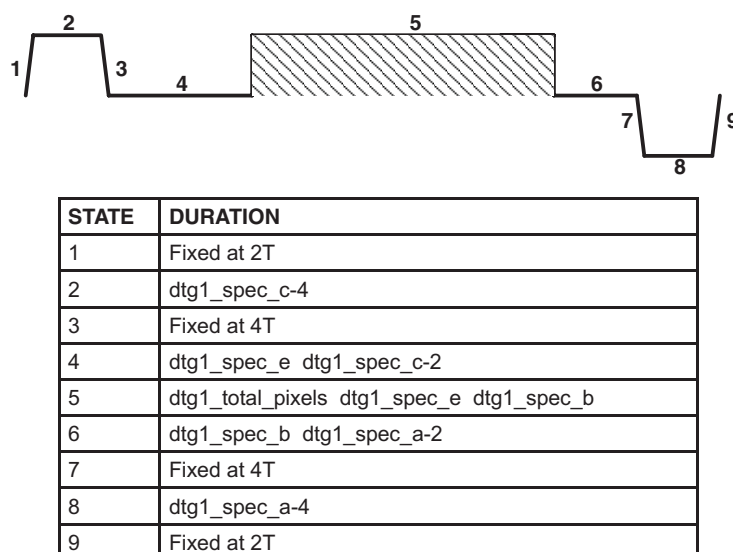 2
5
1
3
4
6
7
9
8
STATE DURATION
1 Fixed at 2T
2 dtg1_spec_c-4
3 Fixed at 4T
4 dtg1_spec_e dtg1_spec_c-2
5 dtg1_total_pixels dtg1_spec_e dtg1_spec_b
6 dtg1_spec_b dtg1_spec_a-2
7 Fixed at 4T
8 dtg1_spec_a-4
9 Fixed at 2T